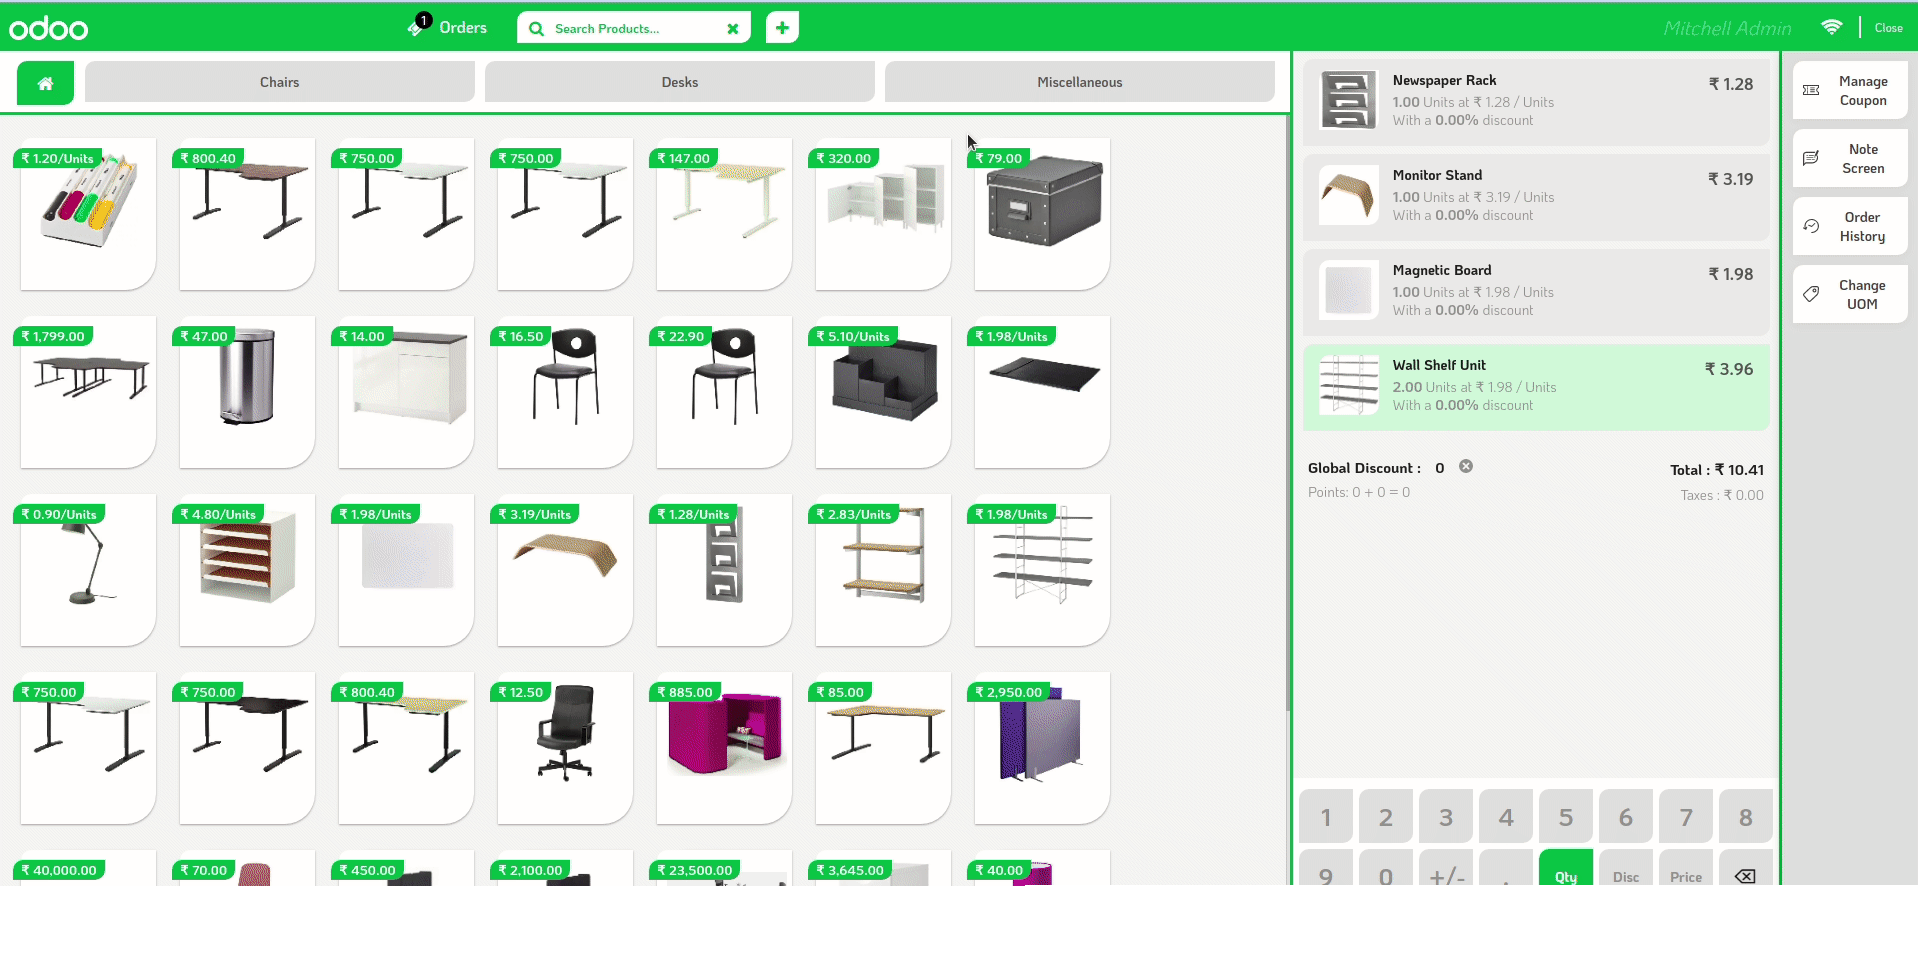 odoo
1
Orders
Search Products...
Mitchell Admin
Close
Chairs
Desks
Miscellaneous
₹ 1.20/Units
₹ 800.40
₹ 750.00
₹ 750.00
₹ 147.00
₹ 320.00
₹ 79.00
₹ 1,799.00
₹ 47.00
₹ 14.00
₹ 16.50
₹ 22.90
₹ 5.10/Units
₹ 1.98/Units
₹ 0.90/Units
₹ 4.80/Units
₹ 1.98/Units
₹ 3.19/Units
₹ 1.28/Units
₹ 2.83/Units
₹ 1.98/Units
₹ 750.00
₹ 750.00
₹ 800.40
₹ 12.50
₹ 885.00
₹ 85.00
₹ 2,950.00
₹ 40,000.00
₹ 70.00
₹ 450.00
₹ 2,100.00
₹ 23,500.00
₹ 3,645.00
₹ 40.00
Newspaper Rack
₹ 1.28
1.00 Units at ₹ 1.28 / Units
With a 0.00% discount
Monitor Stand
₹ 3.19
1.00 Units at ₹ 3.19 / Units
With a 0.00% discount
Magnetic Board
₹ 1.98
1.00 Units at ₹ 1.98 / Units
With a 0.00% discount
Wall Shelf Unit
₹ 3.96
2.00 Units at ₹ 1.98 / Units
With a 0.00% discount
Global Discount : 0
Total : ₹ 10.41
Points: 0 + 0 = 0
Taxes : ₹ 0.00
1 2 3 4 5 6 7 8
9 0 +/- . Qty Disc Price
Manage
Coupon
Note
Screen
Order
History
Change
UOM